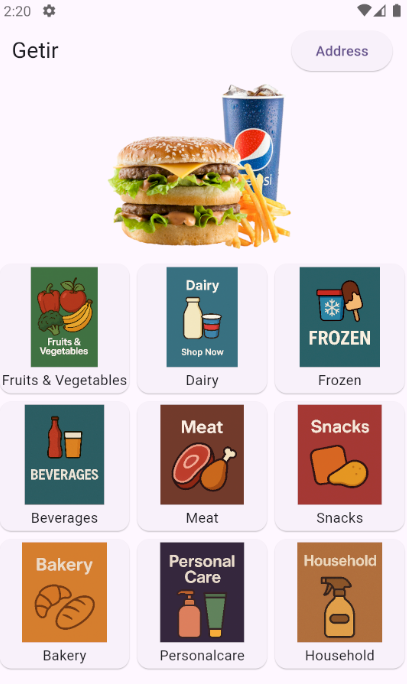 2:20
Getir
Address
psi
Fruits &
Vegetables
Dairy
Shop Now
FROZEN
Fruits & Vegetables
Dairy
Frozen
BEVERAGES
Meat
Snacks
Beverages
Meat
Snacks
Bakery
Personal
Care
Household
Bakery
Personalcare
Household